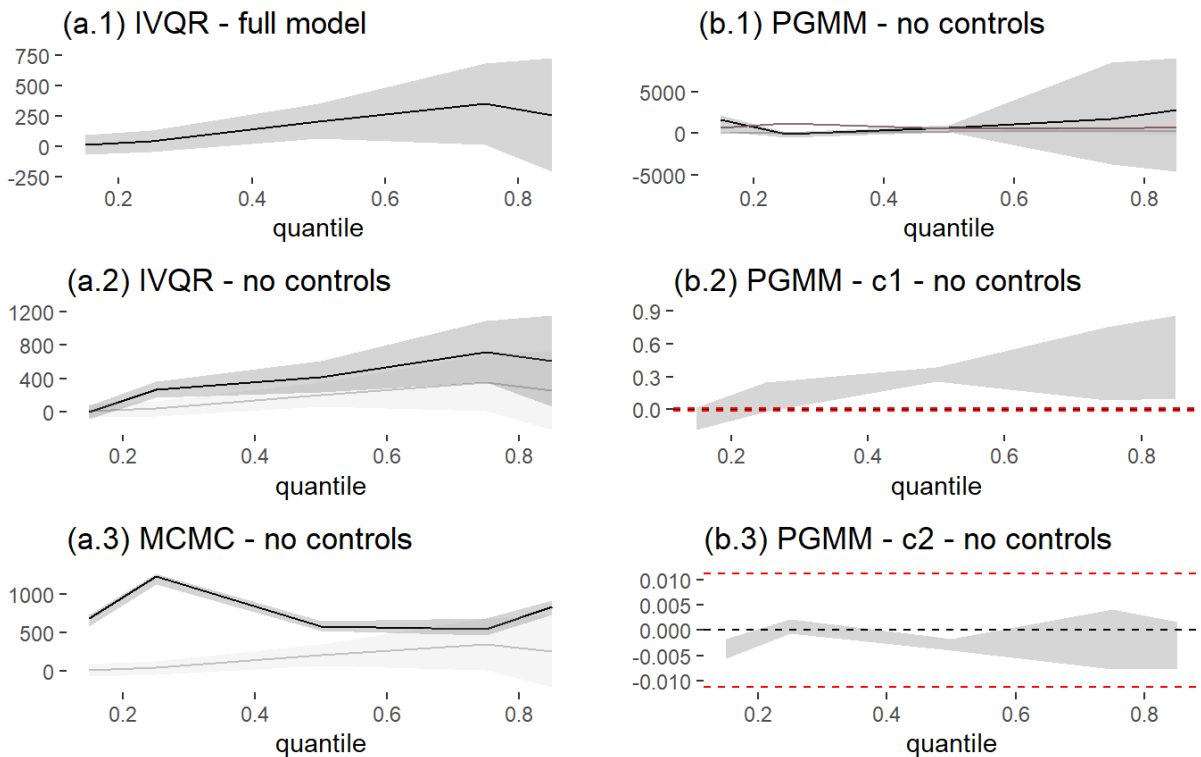 (a.1) IVQR - full model
750
500
250
0
-250
0.2 0.4 0.6 0.8
quantile
(b.1) PGMM - no controls
5000
0
-5000
0.2 0.4 0.6 0.8
quantile
(a.2) IVQR - no controls
1200
800
400
0
0.2 0.4 0.6 0.8
quantile
(b.2) PGMM - c1 - no controls
0.9
0.6
0.3
0.0
0.2 0.4 0.6 0.8
quantile
(a.3) MCMC - no controls
1000
500
0
0.2 0.4 0.6 0.8
quantile
(b.3) PGMM - c2 - no controls
0.010
0.005
0.000
-0.005
-0.010
0.2 0.4 0.6 0.8
quantile